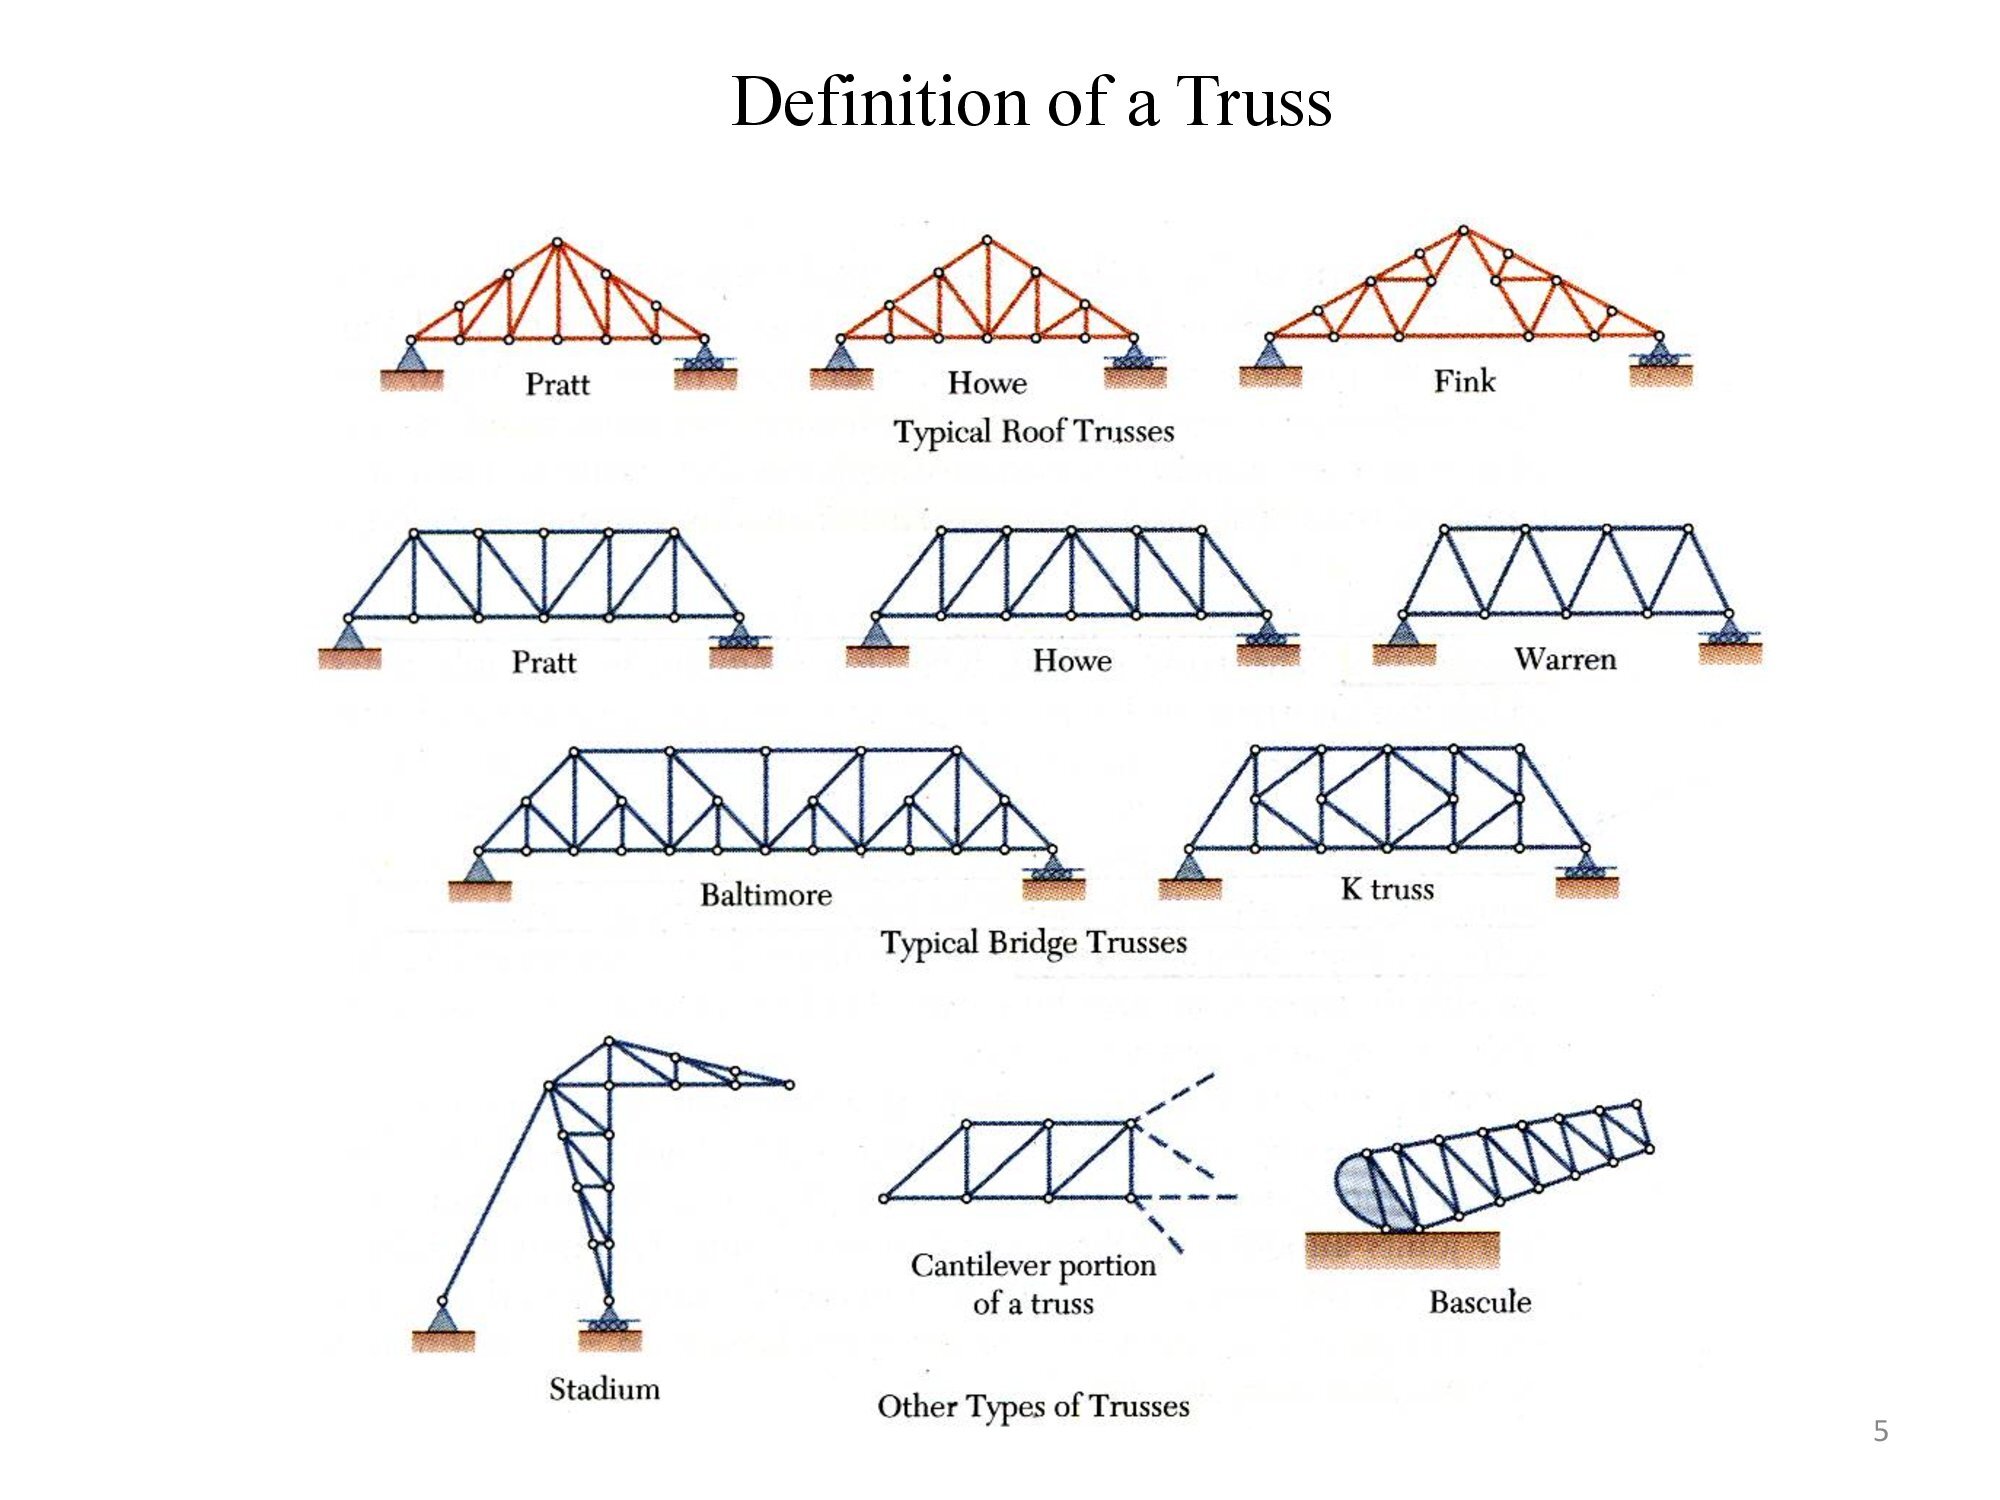 Definition of a Truss
Pratt
Howe
Fink
Typical Roof Trusses
Pratt
Howe
Warren
Baltimore
K truss
Typical Bridge Trusses
Stadium
Cantilever portion
of a truss
Bascule
Other Types of Trusses
5